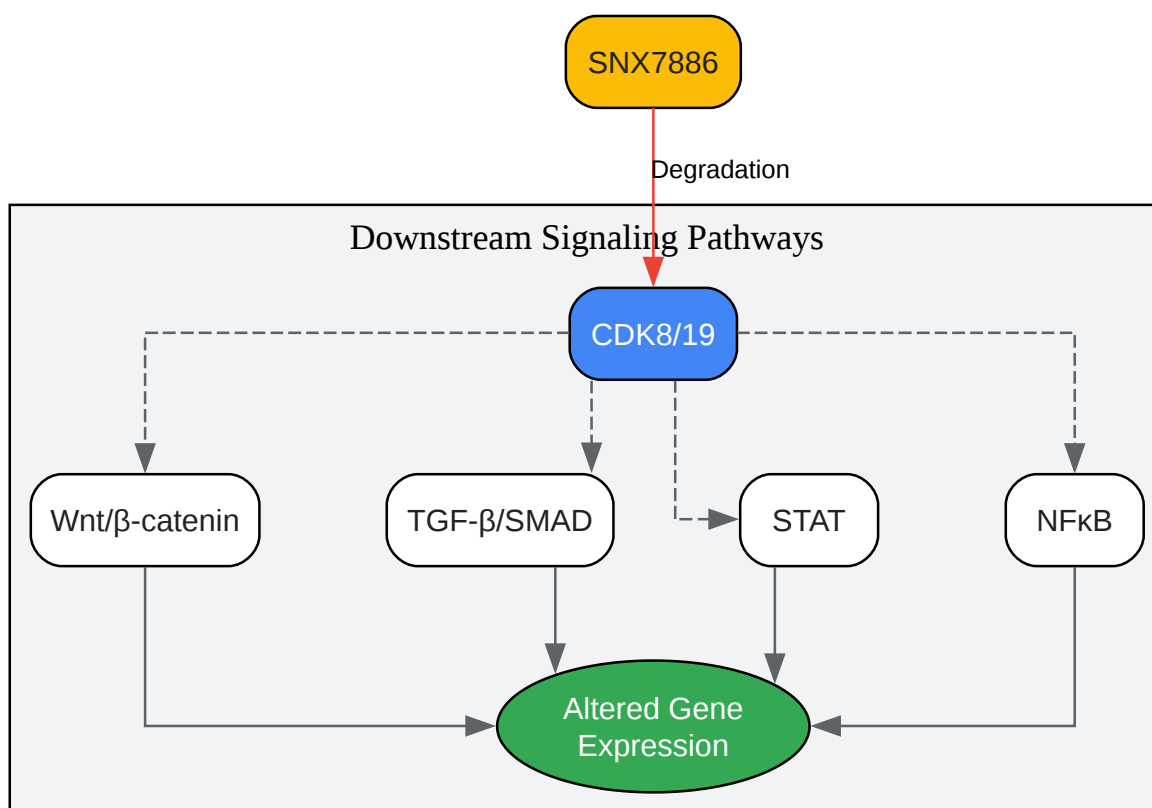 SNX7886
Degradation
Downstream Signaling Pathways
CDK8/19
Wnt/β-catenin
TGF-β/SMAD
STAT
NFκB
Altered Gene
Expression